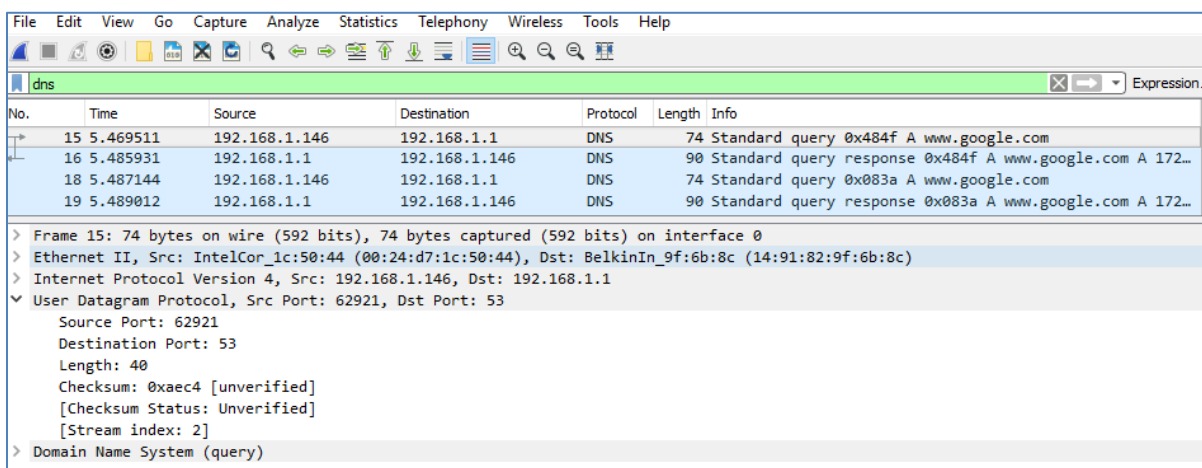 File Edit View Go Capture Analyze Statistics Telephony Wireless Tools Help
dns Expression.
No. Time Source Destination Protocol Length Info
15 5.469511 192.168.1.146 192.168.1.1 DNS 74 Standard query 0x484f A www.google.com
16 5.485931 192.168.1.1 192.168.1.146 DNS 90 Standard query response 0x484f A www.google.com A 172…
18 5.487144 192.168.1.146 192.168.1.1 DNS 74 Standard query 0x083a A www.google.com
19 5.489012 192.168.1.1 192.168.1.146 DNS 90 Standard query response 0x083a A www.google.com A 172…
Frame 15: 74 bytes on wire (592 bits), 74 bytes captured (592 bits) on interface 0
Ethernet II, Src: IntelCor_1c:50:44 (00:24:d7:1c:50:44), Dst: BelkinIn_9f:6b:8c (14:91:82:9f:6b:8c)
Internet Protocol Version 4, Src: 192.168.1.146, Dst: 192.168.1.1
User Datagram Protocol, Src Port: 62921, Dst Port: 53
Source Port: 62921
Destination Port: 53
Length: 40
Checksum: 0xaec4 [unverified]
[Checksum Status: Unverified]
[Stream index: 2]
Domain Name System (query)